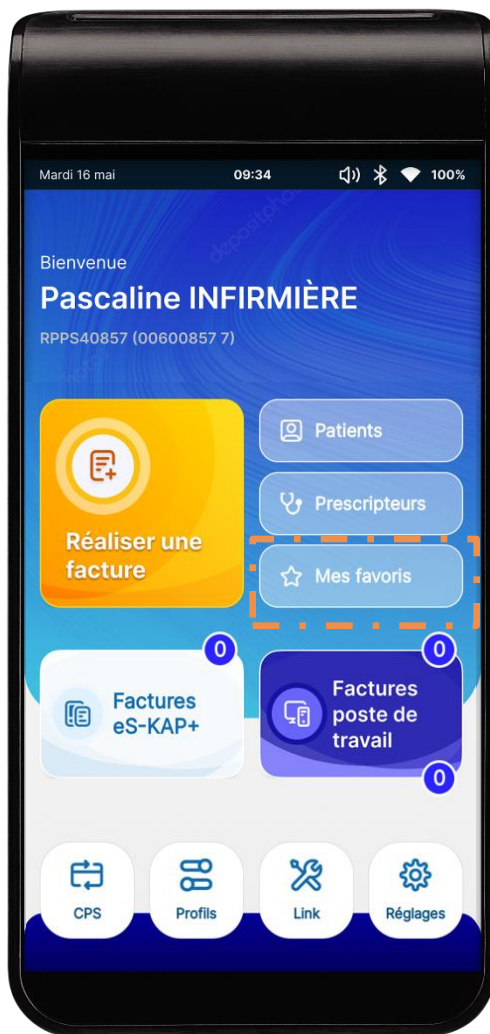 Mardi 16 mai 09:34 100%
Bienvenue
Pascaline INFIRMIÈRE
RPPS40857 (00600857 7)
Patients
Prescripteurs
Mes favoris
Réaliser une
facture
0
0
Factures
eS-KAP+
Factures
poste de
travail
0
CPS Profils Link Réglages